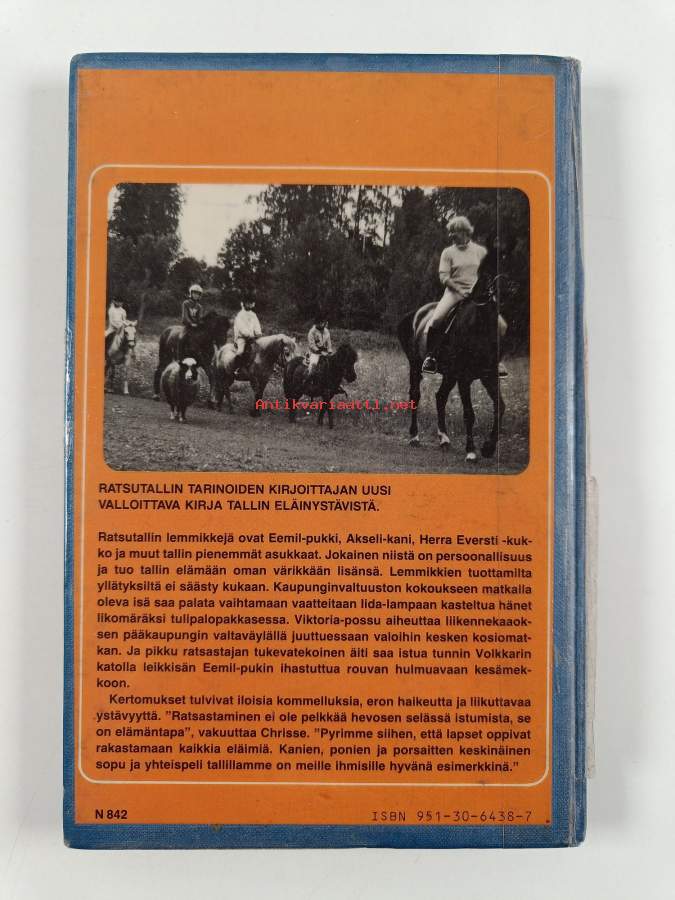 Antikvariaatti.net
RATSUTALLIN TARINOIDEN KIRJOITTAJAN UUSI
VALLOITTAVA KIRJA TALLIN ELÄINYSTÄVISTÄ.
Ratsutallin lemmikkejä ovat Eemil-pukki, Akseli-kani, Herra Eversti -kuk-
ko ja muut tallin pienemmät asukkaat. Jokainen niistä on persoonallisuus
ja tuo tallin elämään oman värikkään lisänsä. Lemmikkien tuottamilta
yllätyksiltä ei säästy kukaan. Kaupunginvaltuuston kokoukseen matkalla
oleva isä saa palata vaihtamaan vaatteitaan Iida-lampaan kasteltua hänet
likomäräksi tulipalopakkasessa. Viktoria-possu aiheuttaa liikennekaaok-
sen pääkaupungin valtaväylällä juuttuessaan valoihin kesken kosiomat-
kan. Ja pikku ratsastajan tukevatekoinen äiti saa istua tunnin Volkkarin
katolla leikkisän Eemil-pukin ihastuttua rouvan hulmuavaan kesämek-
koon.
Kertomukset tulvivat iloisia kommelluksia, eron haikeutta ja liikuttavaa
ystävyyttä. ”Ratsastaminen ei ole pelkkää hevosen selässä istumista, se
on elämäntapa”, vakuuttaa Chrisse. ”Pyrimme siihen, että lapset oppivat
rakastamaan kaikkia eläimiä. Kanien, ponien ja porsaitten keskinäinen
sopu ja yhteispeli tallillamme on meille ihmisille hyvänä esimerkkinä.”
N 842
ISBN 951-30-6438-7